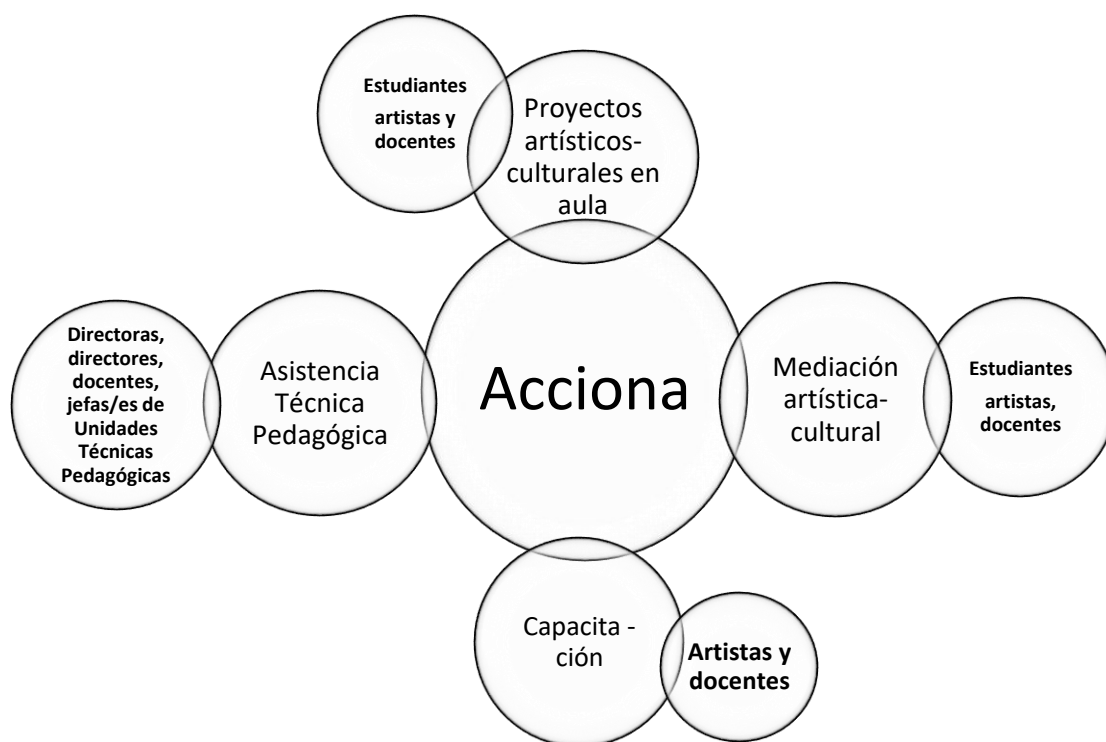 Estudiantes
artistas y
docentes
Proyectos
artísticos-
culturales en
aula
Directoras,
directores,
docentes,
jefas/es de
Unidades
Técnicas
Pedagógicas
Asistencia
Técnica
Pedagógica
Acciona
Mediación
artística-
cultural
Estudiantes
artistas,
docentes
Capacita -
ción
Artistas y
docentes